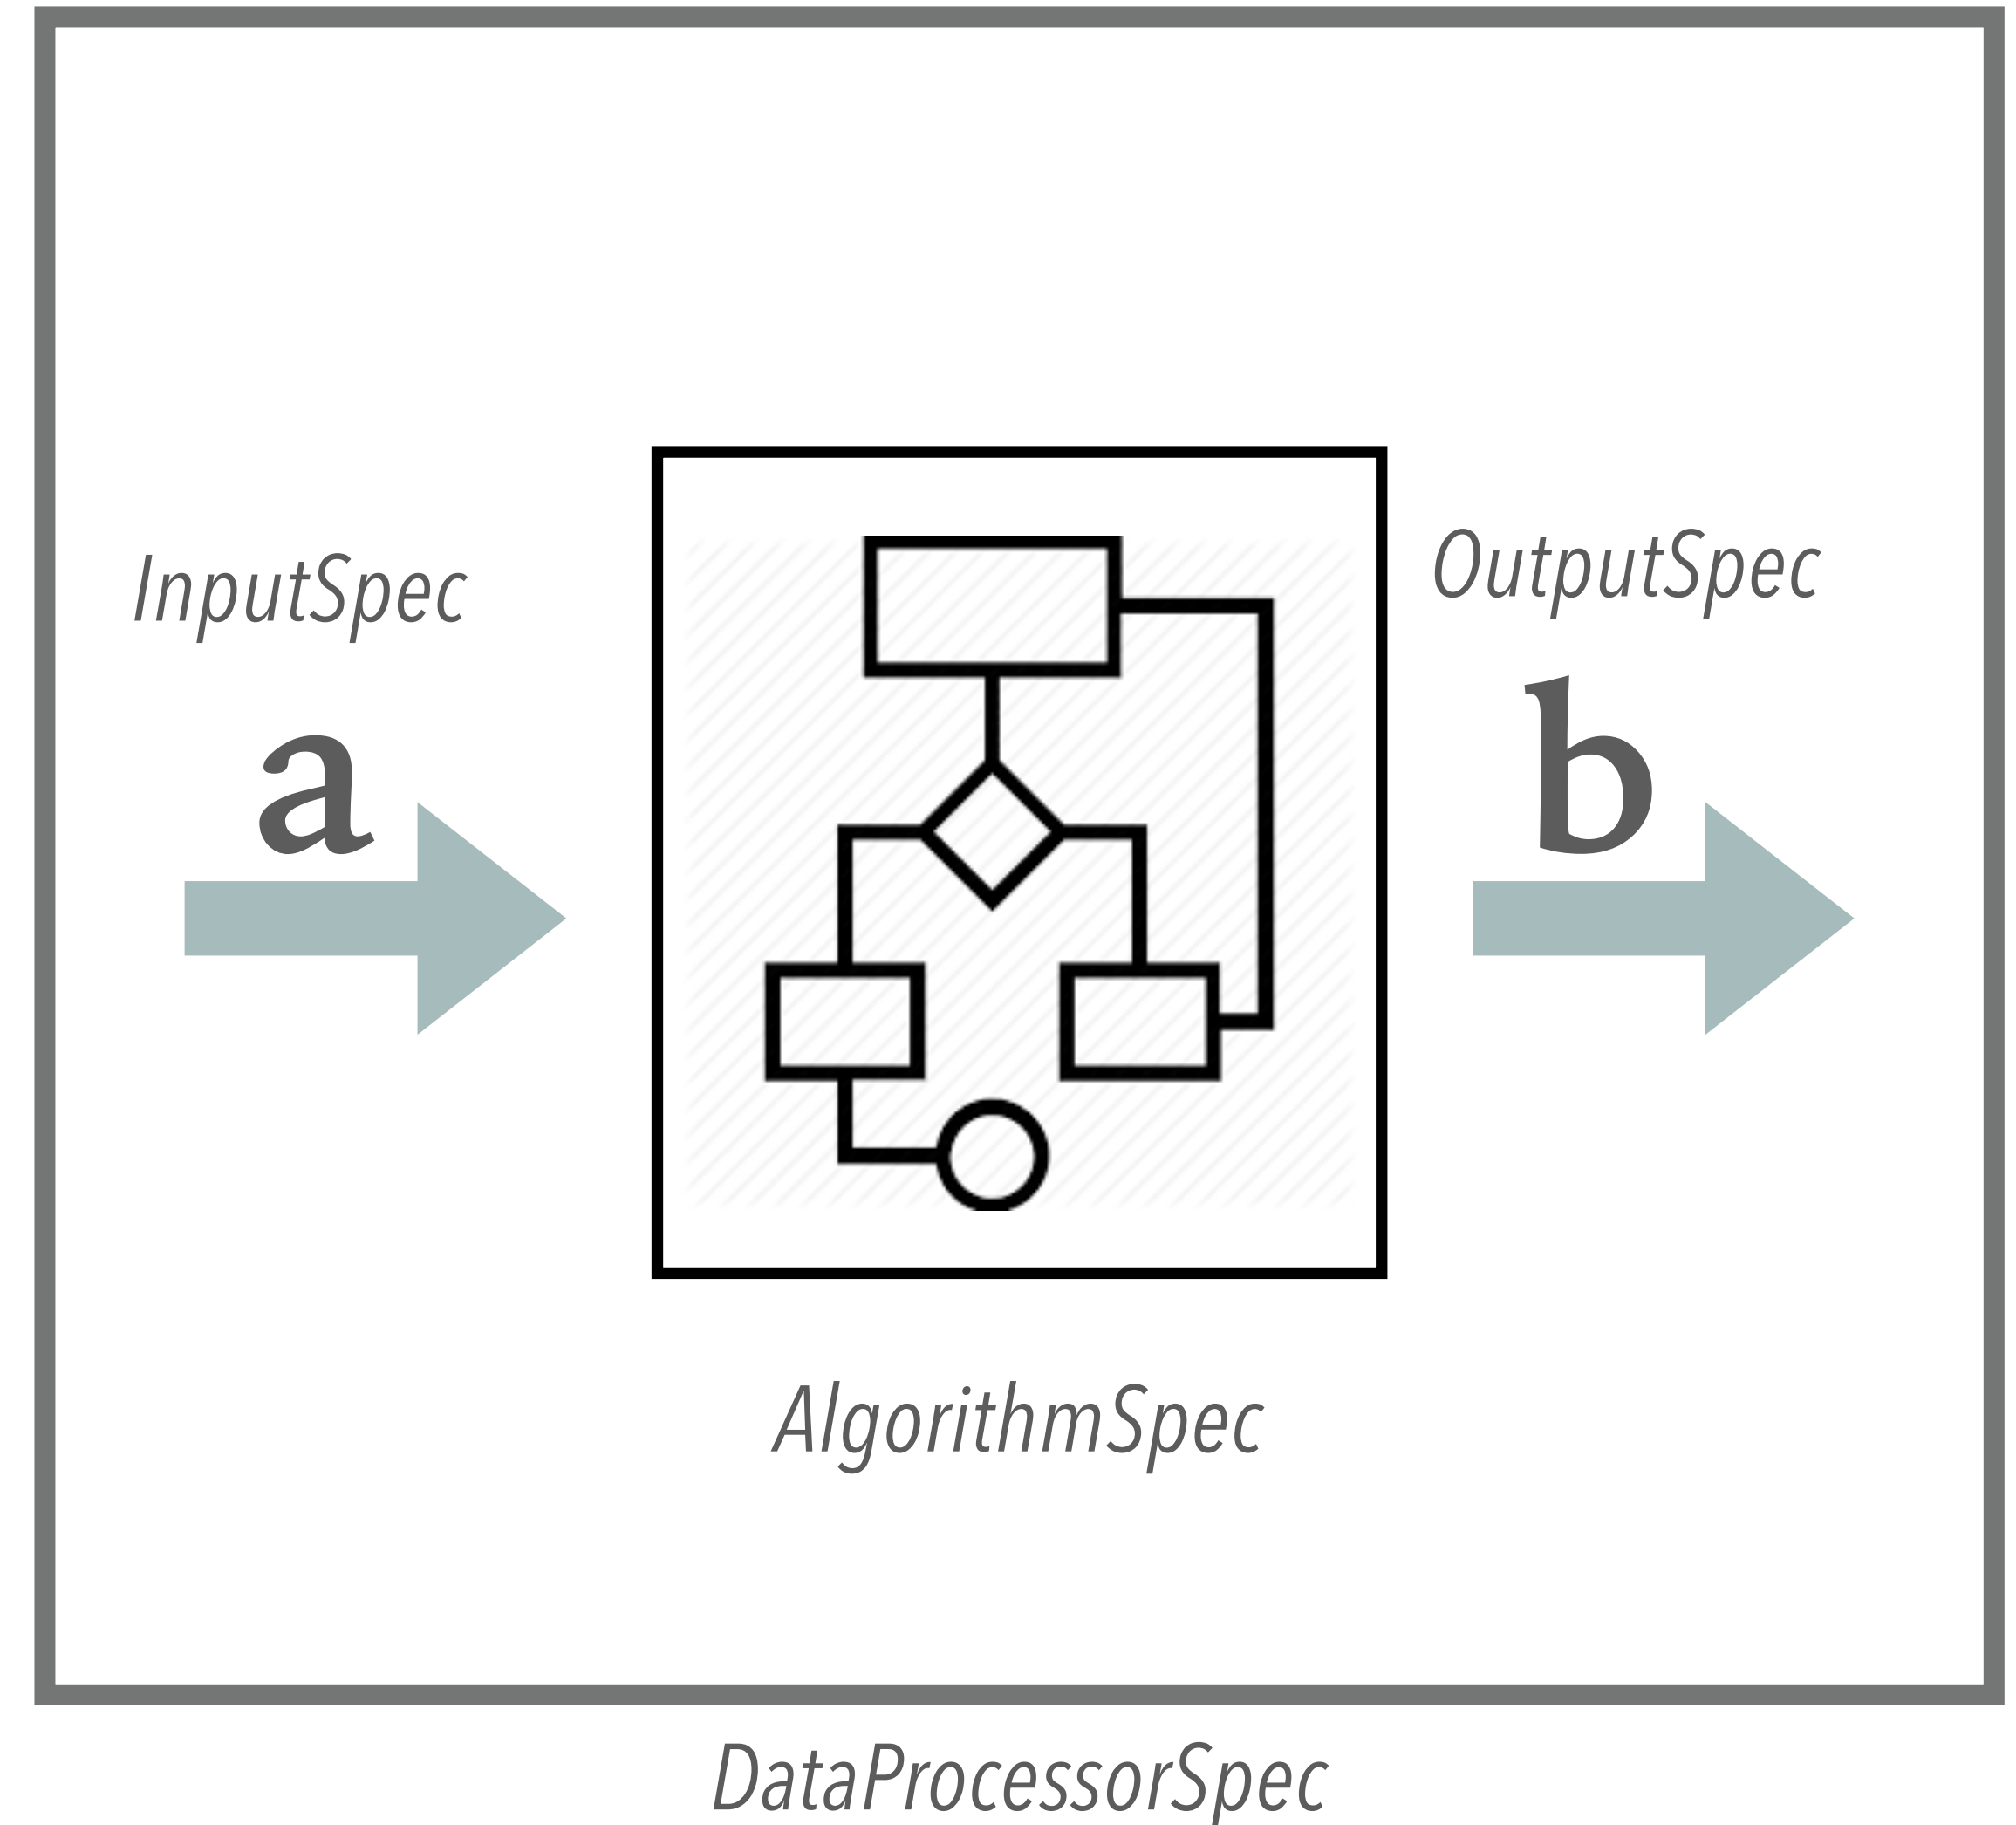 InputSpec
OutputSpec
a
b
AlgorithmSpec
DataProcessorSpec